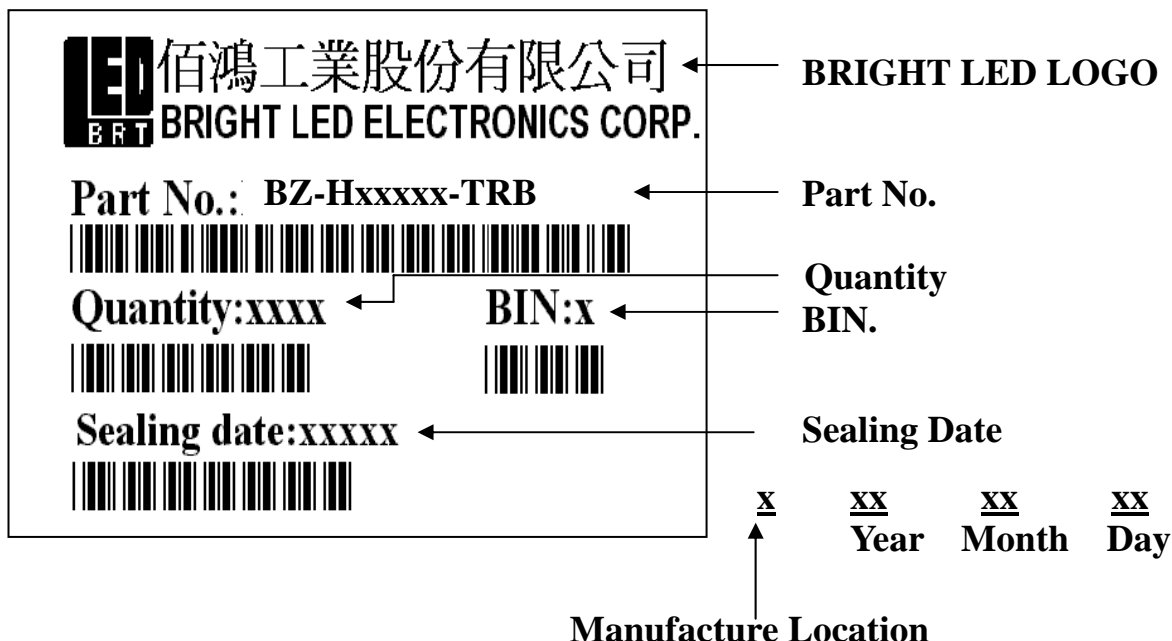 LED 佰鴻工業股份有限公司 BRIGHT LED LOGO
BRT BRIGHT LED ELECTRONICS CORP.
Part No.: BZ-Hxxxxx-TRB Part No.
Quantity
Quantity:xxxx BIN:x BIN.
Sealing date:xxxxx Sealing Date
x xx xx xx
Year Month Day
Manufacture Location